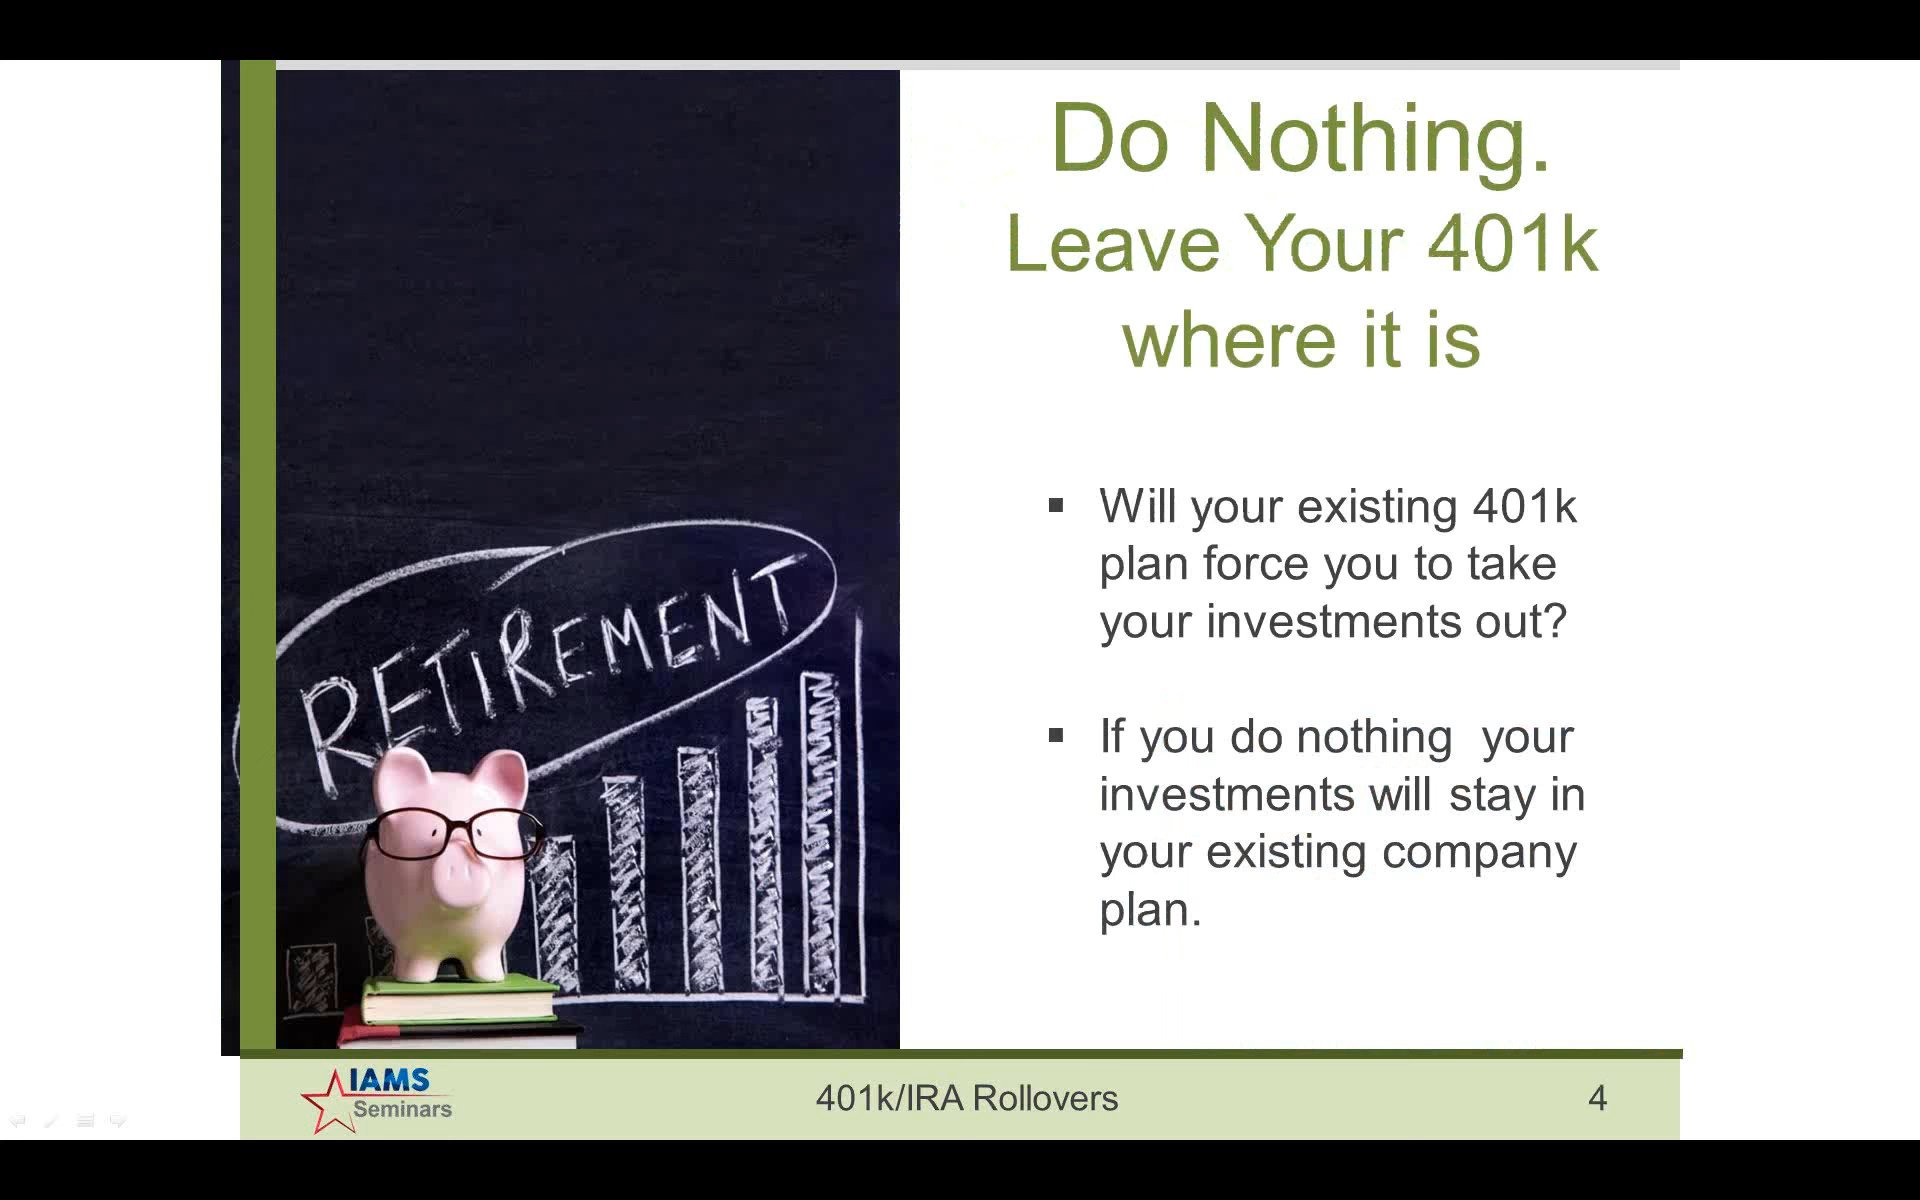 Do Nothing.
Leave Your 401k
where it is
RETIREMENT
▪ Will your existing 401k
plan force you to take
your investments out?
▪ If you do nothing  your
investments will stay in
your existing company
plan.
IAMS
Seminars
401k/IRA Rollovers
4